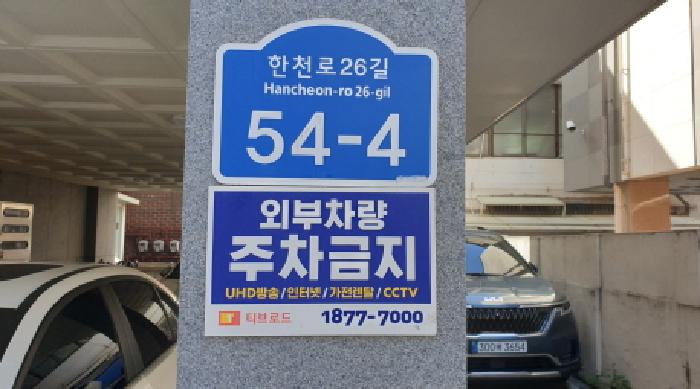 한천로26길
Hancheon-ro 26-gil
54-4
외부차량
주차금지
UHD방송/인터넷/가전렌탈/CCTV
티브로드 1877-7000